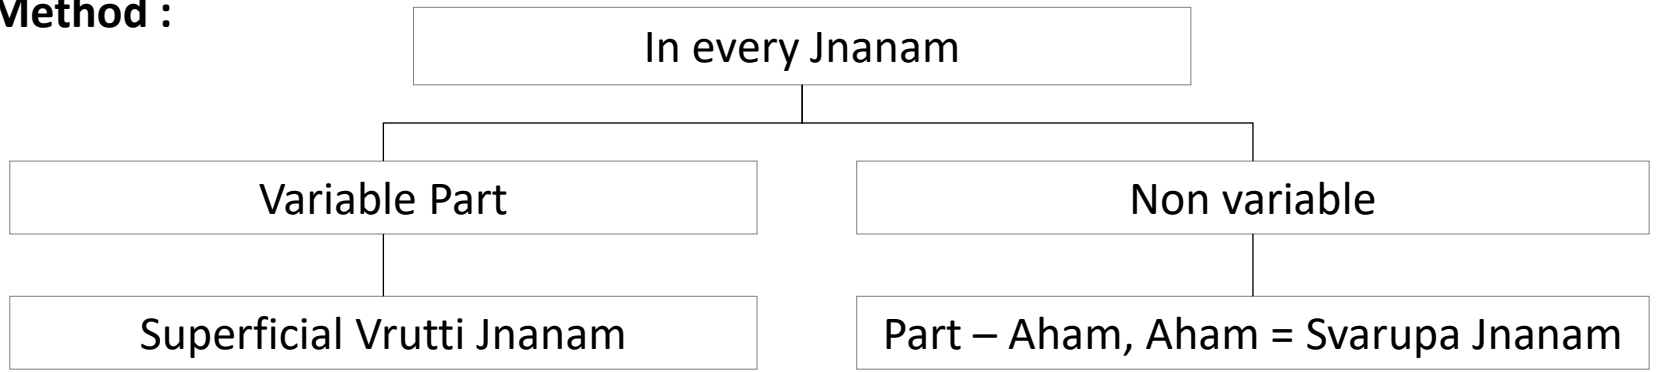 Method :
In every Jnanam
Variable Part
Non variable
Superficial Vrutti Jnanam
Part – Aham, Aham = Svarupa Jnanam